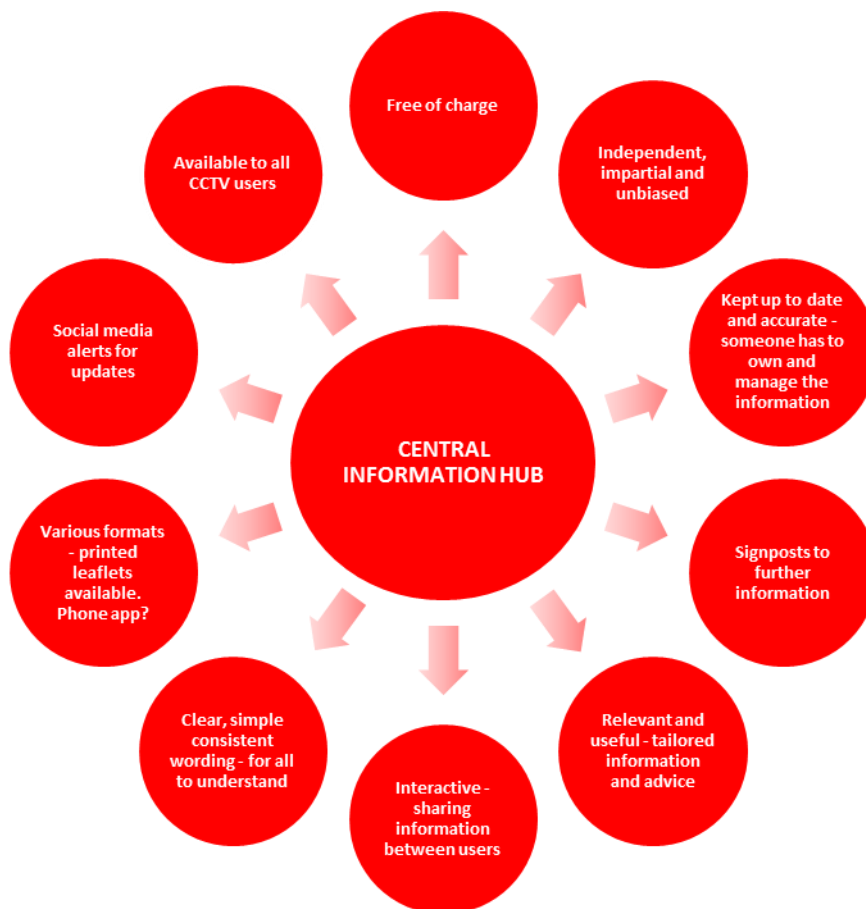 Free of charge
Independent,
impartial and
unbiased
Kept up to date
and accurate -
someone has to
own and
manage the
information
Signposts to
further
information
Relevant and
useful - tailored
information
and advice
Interactive -
sharing
information
between users
Clear, simple
consistent
wording - for all
to understand
Various formats
- printed
leaflets
available.
Phone app?
Social media
alerts for
updates
Available to all
CCTV users
CENTRAL
INFORMATION HUB